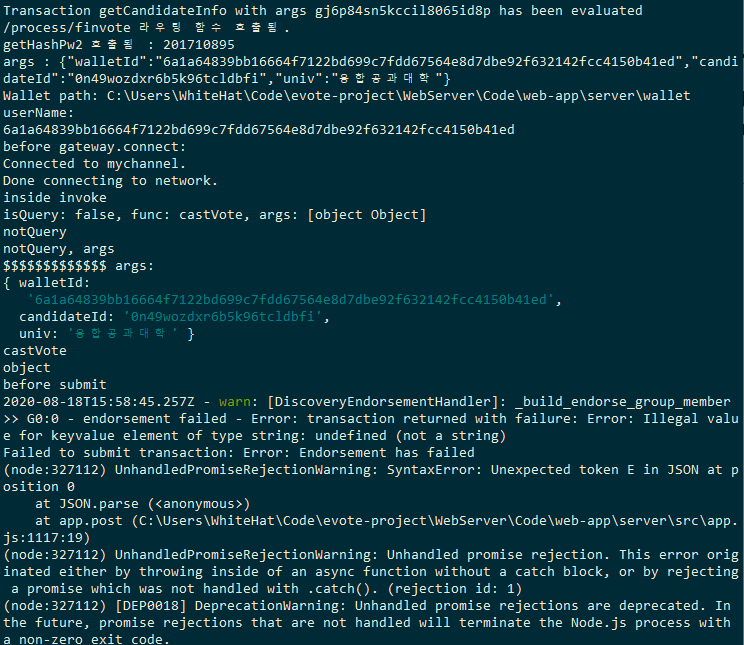 Transaction getCandidateInfo with args gj6p84sn5kccil8065id8p has been evaluated
/process/finvote 라우팅 함수 호출됨.
getHashPw2 호출됨 : 201710895
args : {"walletId":"6a1a64839bb16664f7122bd699c7fdd67564e8d7dbe92f632142fcc4150b41ed","candi
dateId":"0n49wozdxr6b5k96tcldbfi","univ":"융합공과대학"}
Wallet path: C:\Users\WhiteHat\Code\evote-project\WebServer\Code\web-app\server\wallet
userName:
6a1a64839bb16664f7122bd699c7fdd67564e8d7dbe92f632142fcc4150b41ed
before gateway.connect:
Connected to mychannel.
Done connecting to network.
inside invoke
isQuery: false, func: castVote, args: [object Object]
notQuery
notQuery, args
$$$$$$$$$$$$$ args:
{ walletId:
'6a1a64839bb16664f7122bd699c7fdd67564e8d7dbe92f632142fcc4150b41ed',
candidateId: '0n49wozdxr6b5k96tcldbfi',
univ: '융합공과대학' }
castVote
object
before submit
2020-08-18T15:58:45.257Z - warn: [DiscoveryEndorsementHandler]: _build_endorse_group_member
>> G0:0 - endorsement failed - Error: transaction returned with failure: Error: Illegal valu
e for keyvalue element of type string: undefined (not a string)
Failed to submit transaction: Error: Endorsement has failed
(node:327112) UnhandledPromiseRejectionWarning: SyntaxError: Unexpected token E in JSON at p
osition 0
at JSON.parse (<anonymous>)
at app.post (C:\Users\WhiteHat\Code\evote-project\WebServer\Code\web-app\server\src\app.
js:1117:19)
(node:327112) UnhandledPromiseRejectionWarning: Unhandled promise rejection. This error orig
inated either by throwing inside of an async function without a catch block, or by rejecting
a promise which was not handled with .catch(). (rejection id: 1)
(node:327112) [DEP0018] DeprecationWarning: Unhandled promise rejections are deprecated. In
the future, promise rejections that are not handled will terminate the Node.js process with
a non-zero exit code.